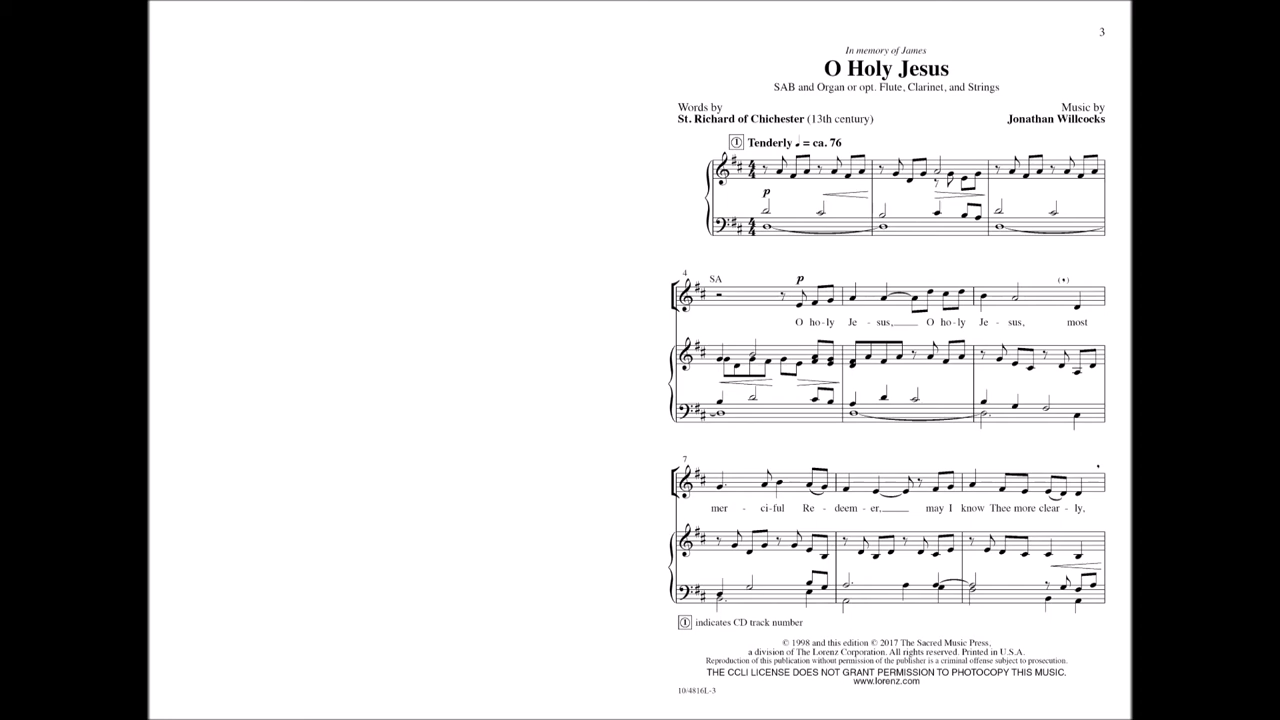 3
In memory of James
O Holy Jesus
SAB and Organ or opt. Flute, Clarinet, and Strings
Words by
St. Richard of Chichester (13th century)
Music by
Jonathan Willcocks
1 Tenderly ♩ = ca. 76
p
4
SA
p
O ho - ly Je - sus, O ho - ly Je - sus, most
7
mer - ci - ful Re - deem - er, may I know Thee more clear - ly,
1 indicates CD track number
© 1998 and this edition © 2017 The Sacred Music Press,
a division of The Lorenz Corporation. All rights reserved. Printed in U.S.A.
Reproduction of this publication without permission of the publisher is a criminal offense subject to prosecution.
THE CCLI LICENSE DOES NOT GRANT PERMISSION TO PHOTOCOPY THIS MUSIC.
www.lorenz.com
10/4816L-3